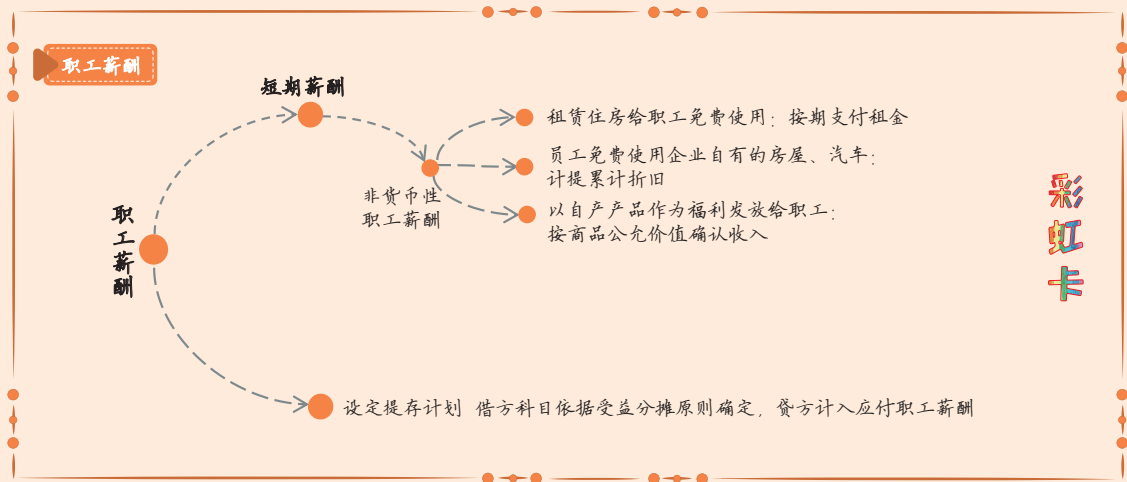 职工薪酬
短期薪酬
租赁住房给职工免费使用：按期支付租金
员工免费使用企业自有的房屋、汽车：
计提累计折旧
非货币性
职工薪酬
以自产产品作为福利发放给职工：
按商品公允价值确认收入
职工薪酬
设定提存计划 借方科目依据受益分摊原则确定，贷方计入应付职工薪酬
彩虹卡